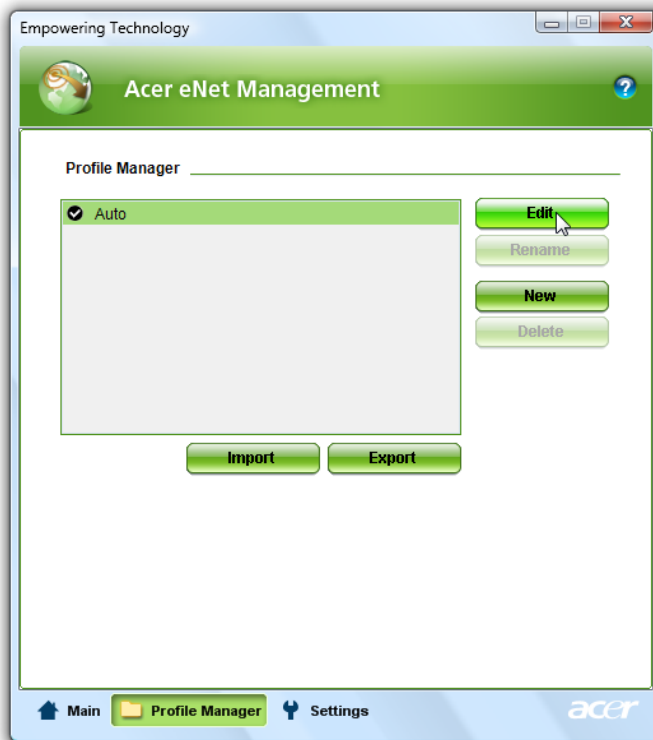 Empowering Technology
Acer eNet Management
?
Profile Manager
Auto
Edit
Rename
New
Delete
Import Export
Main Profile Manager Settings acer